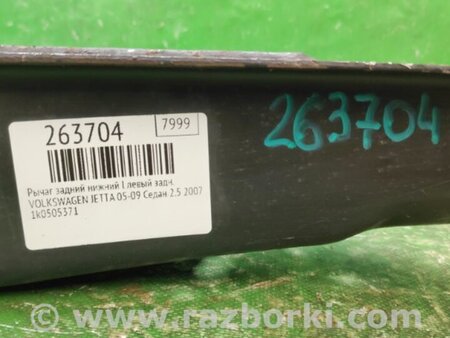 263704 7999
Рычаг задний нижний l левый задн.
VOLKSWAGEN JETTA 05-09 Седан 2.5 2007
1k0505371
263704
© www.razborki.com